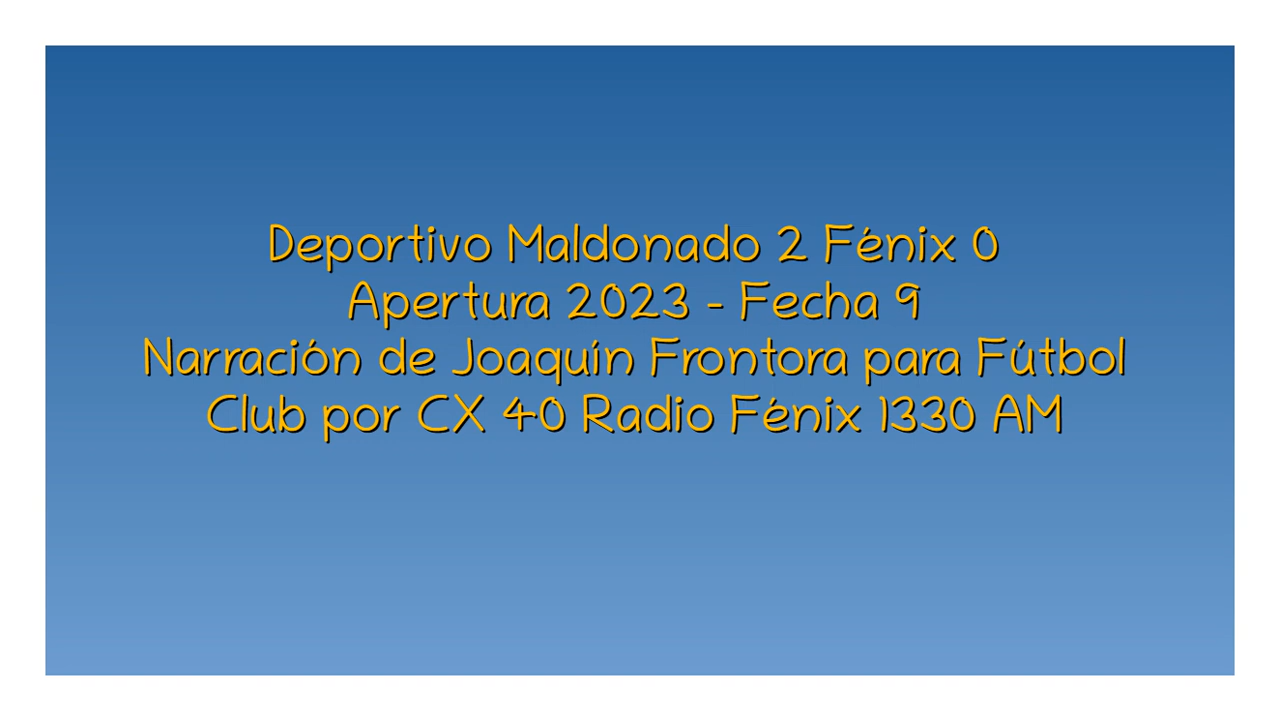 Deportivo Maldonado 2 Fénix 0
Apertura 2023 - Fecha 9
Narración de Joaquín Frontora para Fútbol
Club por CX 40 Radio Fénix 1330 AM